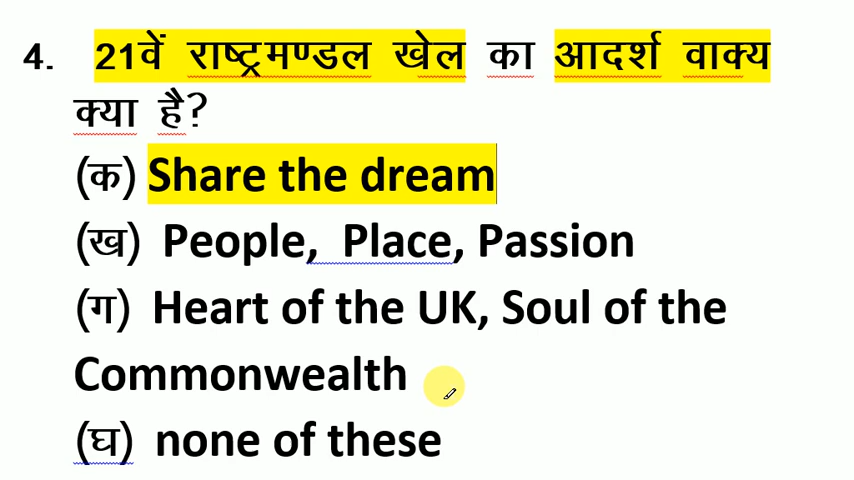 4. 21वें राष्ट्रमण्डल खेल का आदर्श वाक्य
क्या है?
(क) Share the dream
(ख) People, Place, Passion
(ग) Heart of the UK, Soul of the
Commonwealth
(घ) none of these